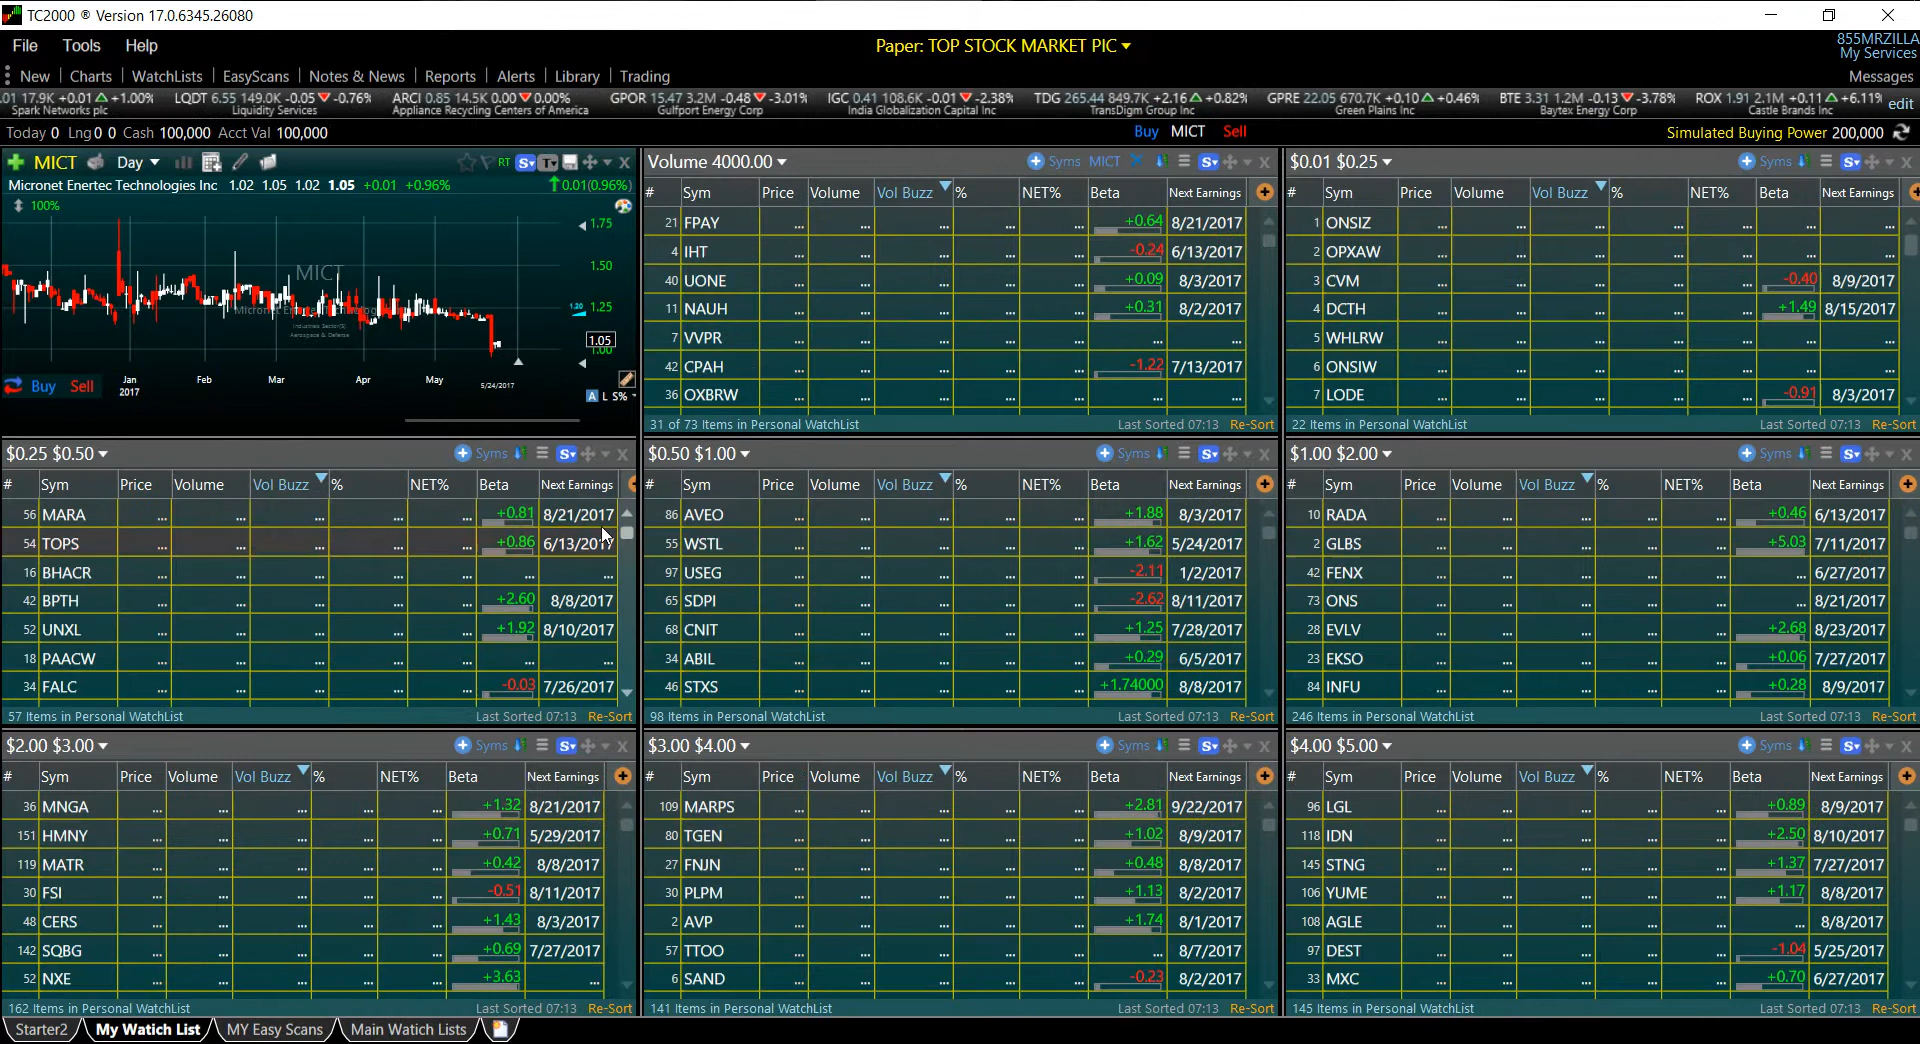 TC2000 ® Version 17.0.6345.26080
File Tools Help
Paper: TOP STOCK MARKET PIC
855MRZILLA
My Services
New | Charts | WatchLists | EasyScans | Notes & News | Reports | Alerts | Library | Trading
Messages
.01 17.9K +0.01 +1.00% LQDT 6.55 149.0K -0.05 -0.76% ARCI 0.85 14.5K 0.00 0.00% GPOR 15.47 3.2M -0.48 -3.01% IGC 0.41 108.6K -0.01 -2.38% TDG 265.44 849.7K +2.16 +0.82% GPRE 22.05 670.7K +0.10 +0.46% BTE 3.31 1.2M -0.13 -3.78% ROX 1.91 2.1M +0.11 +6.11% edit
Spark Networks plc Liquidity Services Appliance Recycling Centers of America Gulfport Energy Corp India Globalization Capital Inc TransDigm Group Inc Green Plains Inc Baytex Energy Corp Castle Brands Inc
Today 0 Lng 0 0 Cash 100,000 Acct Val 100,000
Buy MICT Sell
Simulated Buying Power 200,000
MICT Day RT S T
Micronet Enertec Technologies Inc 1.02 1.05 1.02 1.05 +0.01 +0.96% 0.01(0.96%)
100%
1.75
MICT
1.50
1.20 1.25
Industrials Sector(S)
Aerospace & Defense
1.05
1.00
Buy Sell
Jan Feb Mar Apr May 5/24/2017
2017
A L S%
Volume 4000.00 Syms MICT S
# Sym Price Volume Vol Buzz % NET% Beta Next Earnings
21 FPAY ... ... ... ... ... +0.64 8/21/2017
4 IHT ... ... ... ... ... -0.24 6/13/2017
40 UONE ... ... ... ... ... +0.09 8/3/2017
11 NAUH ... ... ... ... ... +0.31 8/2/2017
7 VVPR ... ... ... ... ... ... ...
42 CPAH ... ... ... ... ... -1.22 7/13/2017
36 OXBRW ... ... ... ... ... ... ...
31 of 73 Items in Personal WatchList Last Sorted 07:13 Re-Sort
$0.01 $0.25 Syms S
# Sym Price Volume Vol Buzz % NET% Beta Next Earnings
1 ONSIZ ... ... ... ... ... ... ...
2 OPXAW ... ... ... ... ... ... ...
3 CVM ... ... ... ... ... -0.40 8/9/2017
4 DCTH ... ... ... ... ... +1.49 8/15/2017
5 WHLRW ... ... ... ... ... ... ...
6 ONSIW ... ... ... ... ... ... ...
7 LODE ... ... ... ... ... -0.91 8/3/2017
22 Items in Personal WatchList Last Sorted 07:13 Re-Sort
$0.25 $0.50 Syms S
# Sym Price Volume Vol Buzz % NET% Beta Next Earnings
56 MARA ... ... ... ... ... +0.81 8/21/2017
54 TOPS ... ... ... ... ... +0.86 6/13/2017
16 BHACR ... ... ... ... ... ... ...
42 BPTH ... ... ... ... ... +2.60 8/8/2017
52 UNXL ... ... ... ... ... +1.92 8/10/2017
18 PAACW ... ... ... ... ... ... ...
34 FALC ... ... ... ... ... -0.03 7/26/2017
57 Items in Personal WatchList Last Sorted 07:13 Re-Sort
$0.50 $1.00 Syms S
# Sym Price Volume Vol Buzz % NET% Beta Next Earnings
86 AVEO ... ... ... ... ... +1.88 8/3/2017
55 WSTL ... ... ... ... ... +1.62 5/24/2017
97 USEG ... ... ... ... ... -2.11 1/2/2017
65 SDPI ... ... ... ... ... -2.62 8/11/2017
68 CNIT ... ... ... ... ... +1.25 7/28/2017
34 ABIL ... ... ... ... ... +0.29 6/5/2017
46 STXS ... ... ... ... ... +1.74000 8/8/2017
98 Items in Personal WatchList Last Sorted 07:13 Re-Sort
$1.00 $2.00 Syms S
# Sym Price Volume Vol Buzz % NET% Beta Next Earnings
10 RADA ... ... ... ... ... +0.46 6/13/2017
2 GLBS ... ... ... ... ... +5.03 7/11/2017
42 FENX ... ... ... ... ... ... 6/27/2017
73 ONS ... ... ... ... ... ... 8/21/2017
28 EVLV ... ... ... ... ... +2.68 8/23/2017
23 EKSO ... ... ... ... ... +0.06 7/27/2017
84 INFU ... ... ... ... ... +0.28 8/9/2017
246 Items in Personal WatchList Last Sorted 07:13 Re-Sort
$2.00 $3.00 Syms S
# Sym Price Volume Vol Buzz % NET% Beta Next Earnings
36 MNGA ... ... ... ... ... +1.32 8/21/2017
151 HMNY ... ... ... ... ... +0.71 5/29/2017
119 MATR ... ... ... ... ... +0.42 8/8/2017
30 FSI ... ... ... ... ... -0.51 8/11/2017
48 CERS ... ... ... ... ... +1.43 8/3/2017
142 SQBG ... ... ... ... ... +0.69 7/27/2017
52 NXE ... ... ... ... ... +3.63 ...
162 Items in Personal WatchList Last Sorted 07:13 Re-Sort
$3.00 $4.00 Syms S
# Sym Price Volume Vol Buzz % NET% Beta Next Earnings
109 MARPS ... ... ... ... ... +2.81 9/22/2017
80 TGEN ... ... ... ... ... +1.02 8/9/2017
27 FNJN ... ... ... ... ... +0.48 8/8/2017
30 PLPM ... ... ... ... ... +1.13 8/2/2017
2 AVP ... ... ... ... ... +1.74 8/1/2017
57 TTOO ... ... ... ... ... ... 8/7/2017
6 SAND ... ... ... ... ... -0.23 8/2/2017
141 Items in Personal WatchList Last Sorted 07:13 Re-Sort
$4.00 $5.00 Syms S
# Sym Price Volume Vol Buzz % NET% Beta Next Earnings
96 LGL ... ... ... ... ... +0.89 8/9/2017
118 IDN ... ... ... ... ... +2.50 8/10/2017
145 STNG ... ... ... ... ... +1.37 7/27/2017
106 YUME ... ... ... ... ... +1.17 8/8/2017
108 AGLE ... ... ... ... ... ... 8/8/2017
97 DEST ... ... ... ... ... -1.04 5/25/2017
33 MXC ... ... ... ... ... +0.70 6/27/2017
145 Items in Personal WatchList Last Sorted 07:13 Re-Sort
Starter2 My Watich List MY Easy Scans Main Watich Lists